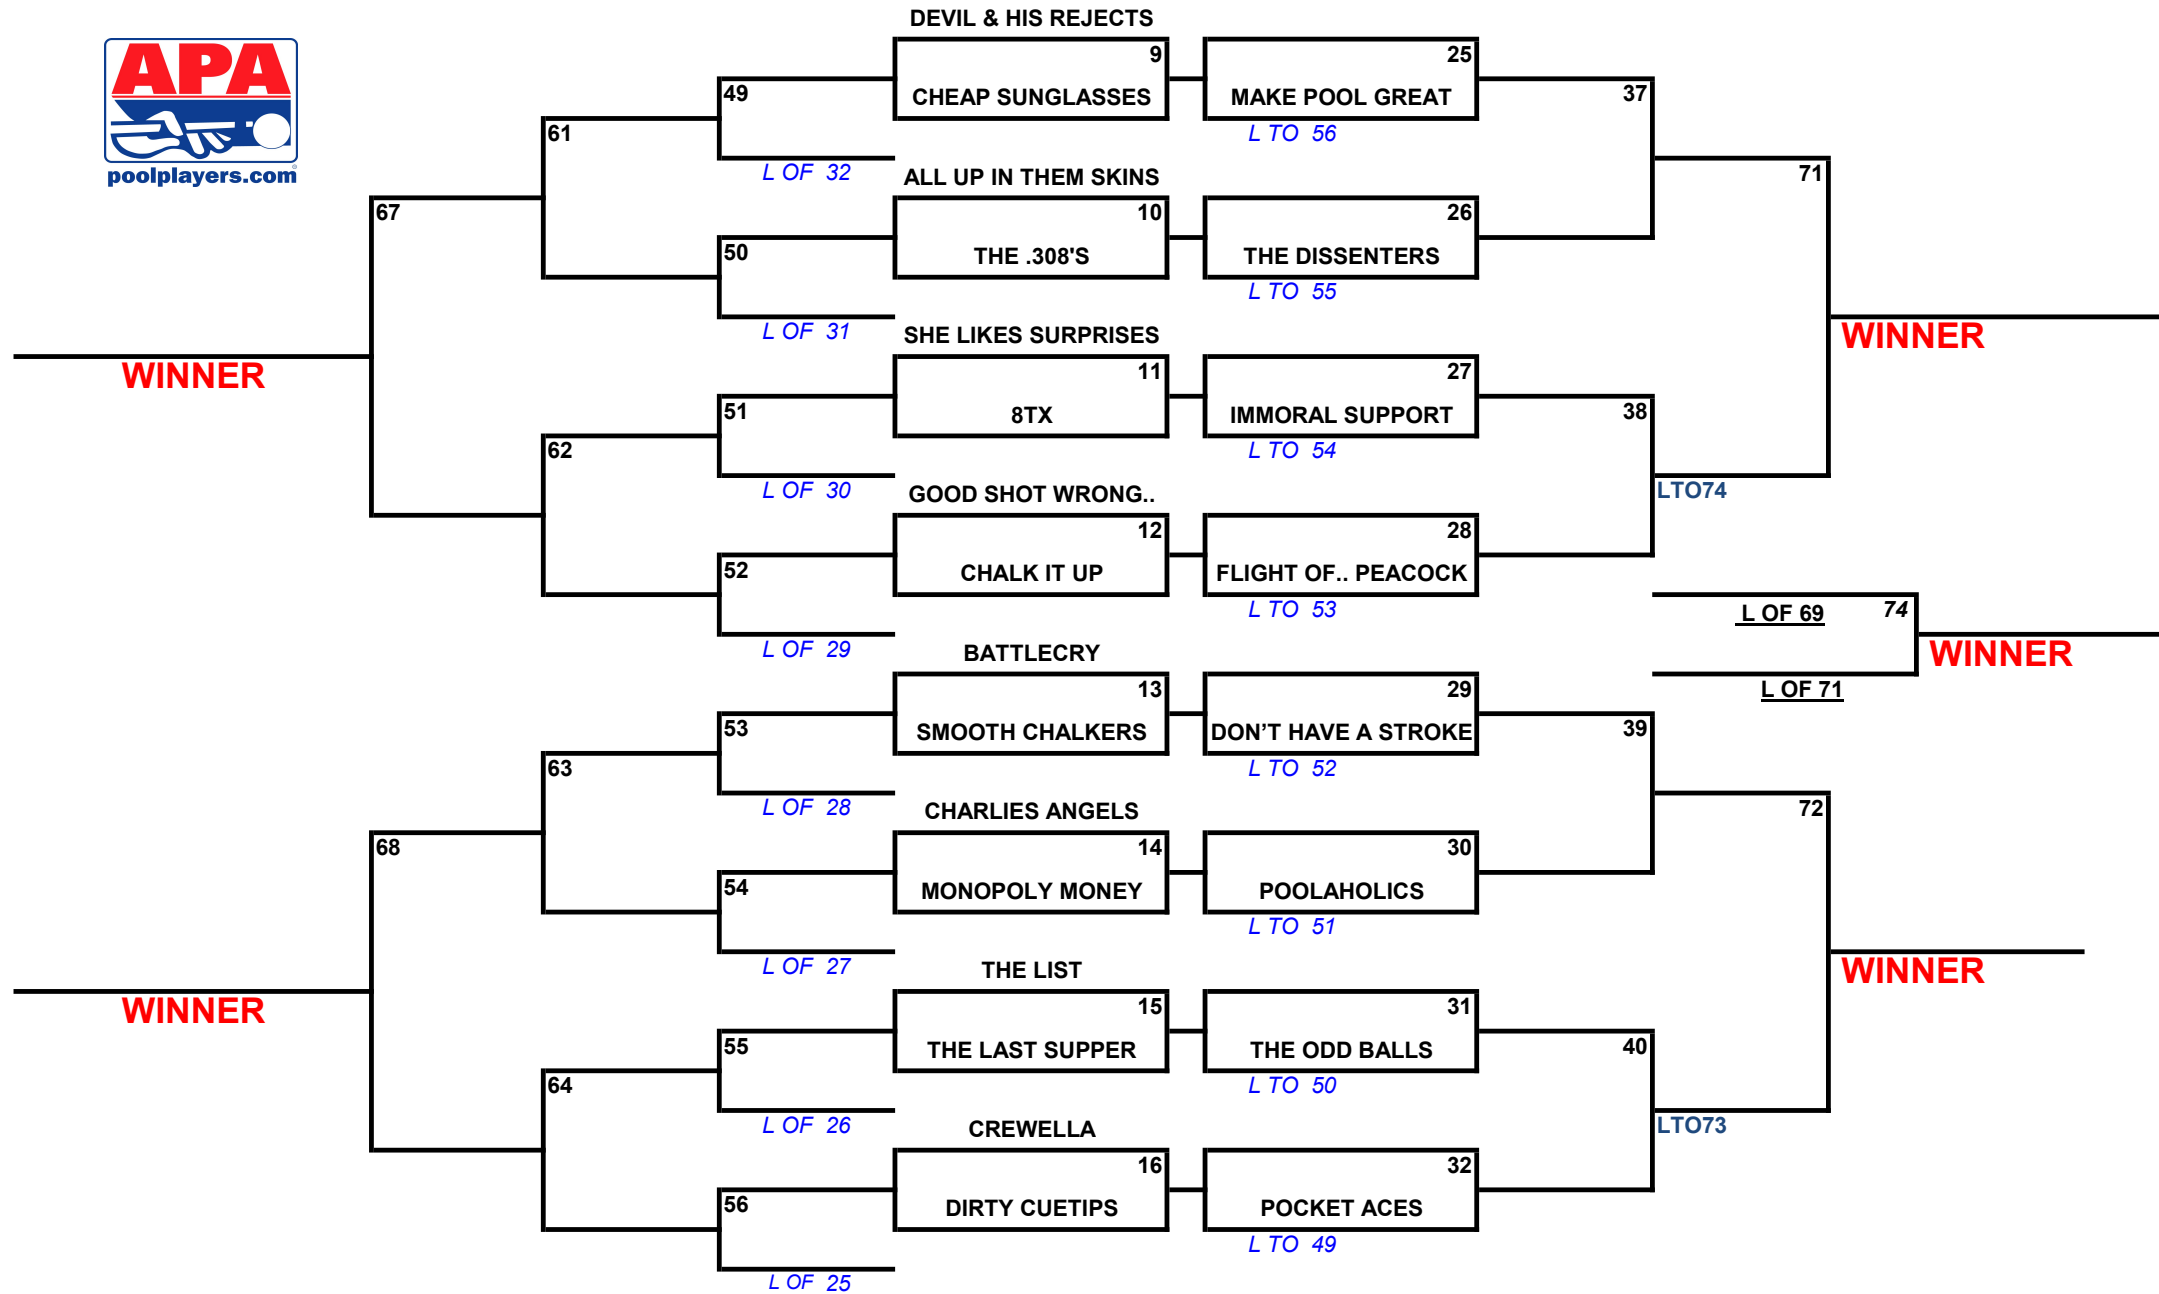 DEVIL & HIS REJECTS
APA
poolplayers.com
9
25
49
CHEAP SUNGLASSES
MAKE POOL GREAT
37
61
L TO 56
L OF 32
ALL UP IN THEM SKINS
71
67
10
26
50
THE .308'S
THE DISSENTERS
L TO 55
L OF 31
SHE LIKES SURPRISES
WINNER
WINNER
11
27
51
8TX
IMMORAL SUPPORT
38
62
L TO 54
L OF 30
GOOD SHOT WRONG..
LTO74
12
28
52
CHALK IT UP
FLIGHT OF.. PEACOCK
L TO 53
L OF 69
74
L OF 29
BATTLECRY
WINNER
13
29
L OF 71
53
SMOOTH CHALKERS
DON'T HAVE A STROKE
39
63
L TO 52
L OF 28
CHARLIES ANGELS
72
68
14
30
54
MONOPOLY MONEY
POOLAHOLICS
L TO 51
L OF 27
THE LIST
WINNER
WINNER
15
31
55
THE LAST SUPPER
THE ODD BALLS
40
64
L TO 50
L OF 26
CREWELLA
LTO73
16
32
56
DIRTY CUETIPS
POCKET ACES
L TO 49
L OF 25